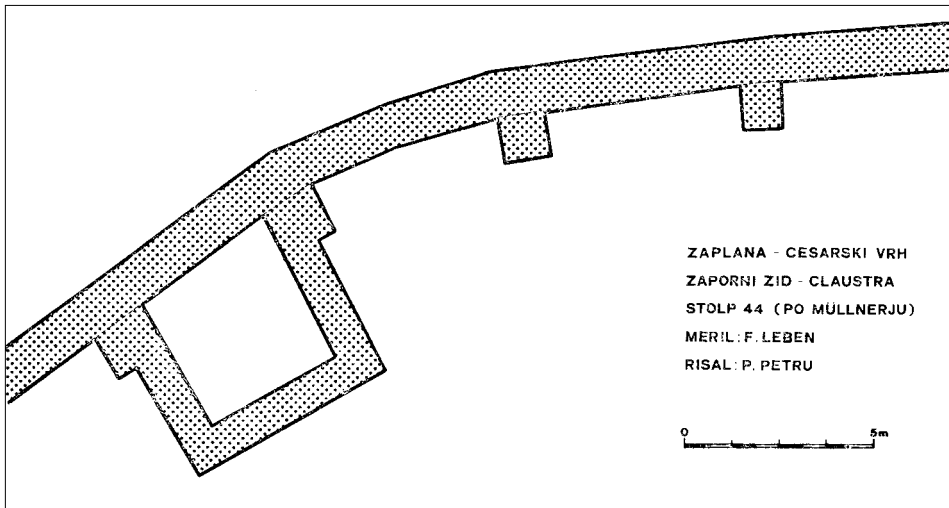 ZAPLANA - CESARSKI VRH
ZAPORNI ZID - CLAUSTRA
STOLP 44 (PO MÜLLNERJU)
MERIL: F. LEBEN
RISAL: P. PETRU
0 5m